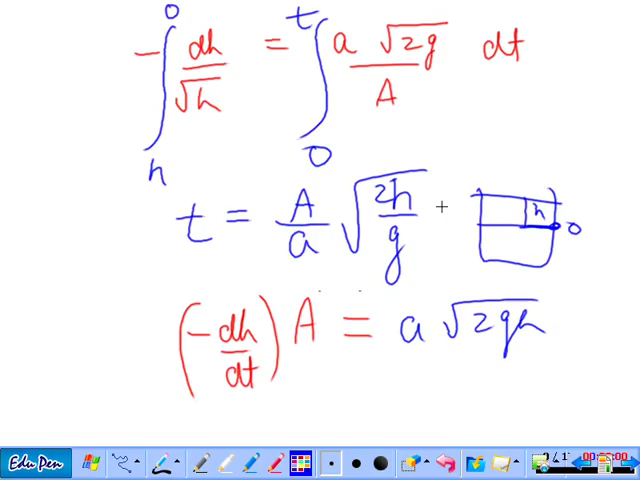 - ∫_h^0 dh/√h = ∫_0^t a √2g / A dt
t = A/a √(2h/g)
h
0
(- dh/dt) A = a √2gh
Edu Pen